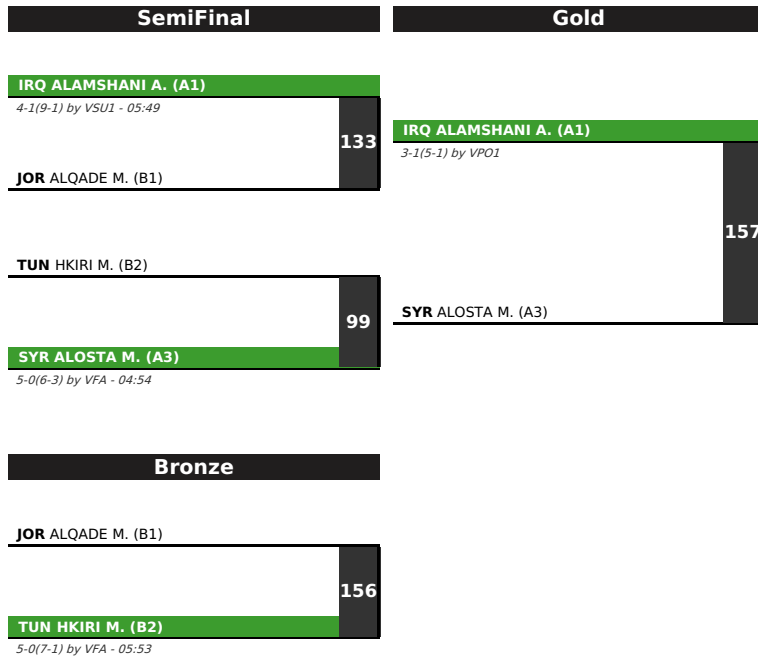 SemiFinal
IRQ ALAMSHANI A. (A1)
4-1(9-1) by VSU1 - 05:49
133
JOR ALQADE M. (B1)
TUN HKIRI M. (B2)
99
SYR ALOSTA M. (A3)
5-0(6-3) by VFA - 04:54
Gold
IRQ ALAMSHANI A. (A1)
3-1(5-1) by VPO1
157
SYR ALOSTA M. (A3)
Bronze
JOR ALQADE M. (B1)
156
TUN HKIRI M. (B2)
5-0(7-1) by VFA - 05:53